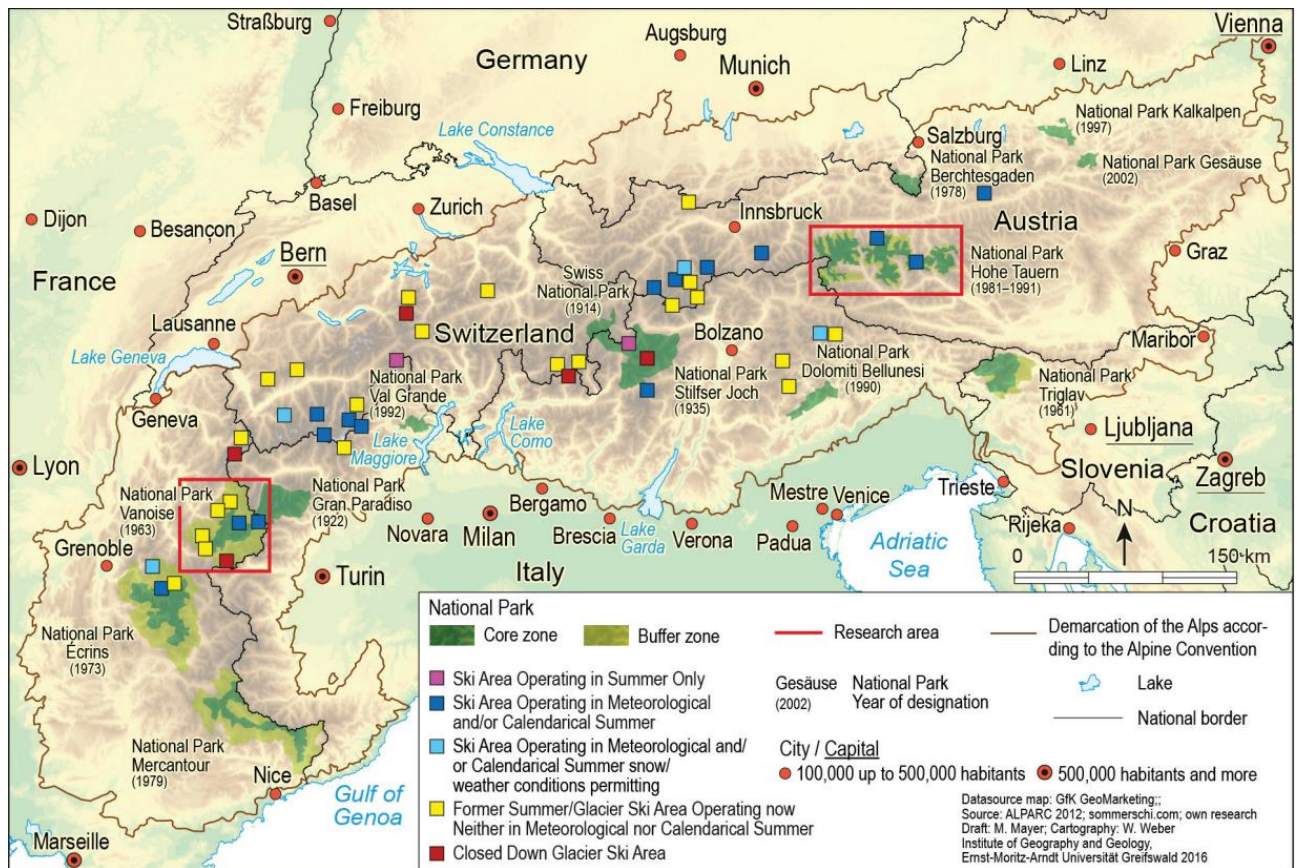 Straßburg
Augsburg
Vienna
Germany
Munich
Linz
Freiburg
National Park Kalkalpen
(1997)
Lake Constance
Salzburg
National Park
Berchtesgaden
(1978)
National Park Gesäuse
(2002)
Basel
Zurich
Dijon
Besançon
Innsbruck
Austria
Bern
France
Graz
National Park
Hohe Tauern
(1981–1991)
Swiss
National Park
(1914)
Lausanne
Switzerland
Bolzano
Lake Geneva
Maribor
National Park
Val Grande
(1992)
National Park
Stilfser Joch
(1935)
National Park
Dolomiti Bellunesi
(1990)
National Park
Triglav
(1961)
Geneva
Lake
Maggiore
Lake
Como
Ljubljana
Lyon
Slovenia
Zagreb
National Park
Vanoise
(1963)
National Park
Gran Paradiso
(1922)
Bergamo
Mestre
Venice
Trieste
N
Novara
Milan
Brescia
Lake
Garda
Verona
Padua
Rijeka
Croatia
Grenoble
Turin
Italy
Adriatic
Sea
0
150 km
National Park
Écrins
(1973)
National Park
Mercantour
(1979)
Nice
Gulf of
Genoa
Marseille
National Park
Core zone
Buffer zone
Research area
Demarcation of the Alps accor-
ding to the Alpine Convention
Ski Area Operating in Summer Only
Ski Area Operating in Meteorological
and/or Calendarical Summer
Ski Area Operating in Meteorological and/
or Calendarical Summer snow/
weather conditions permitting
Former Summer/Glacier Ski Area Operating now
Neither in Meteorological nor Calendarical Summer
Closed Down Glacier Ski Area
Gesäuse
(2002)
National Park
Year of designation
Lake
National border
City / Capital
100,000 up to 500,000 habitants
500,000 habitants and more
Datasource map: GfK GeoMarketing;;
Source: ALPARC 2012; sommerschi.com; own research
Draft: M. Mayer; Cartography: W. Weber
Institute of Geography and Geology,
Ernst-Moritz-Arndt Universität Greifswald 2016